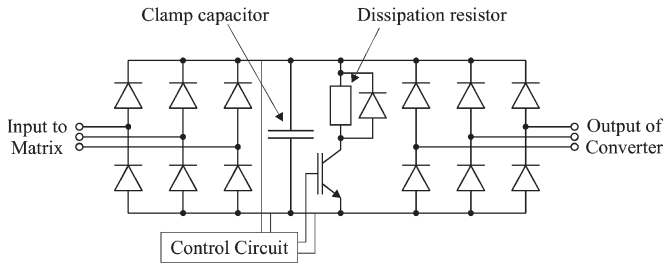 Clamp capacitor
Dissipation resistor
Input to
Matrix
Output of
Converter
Control Circuit